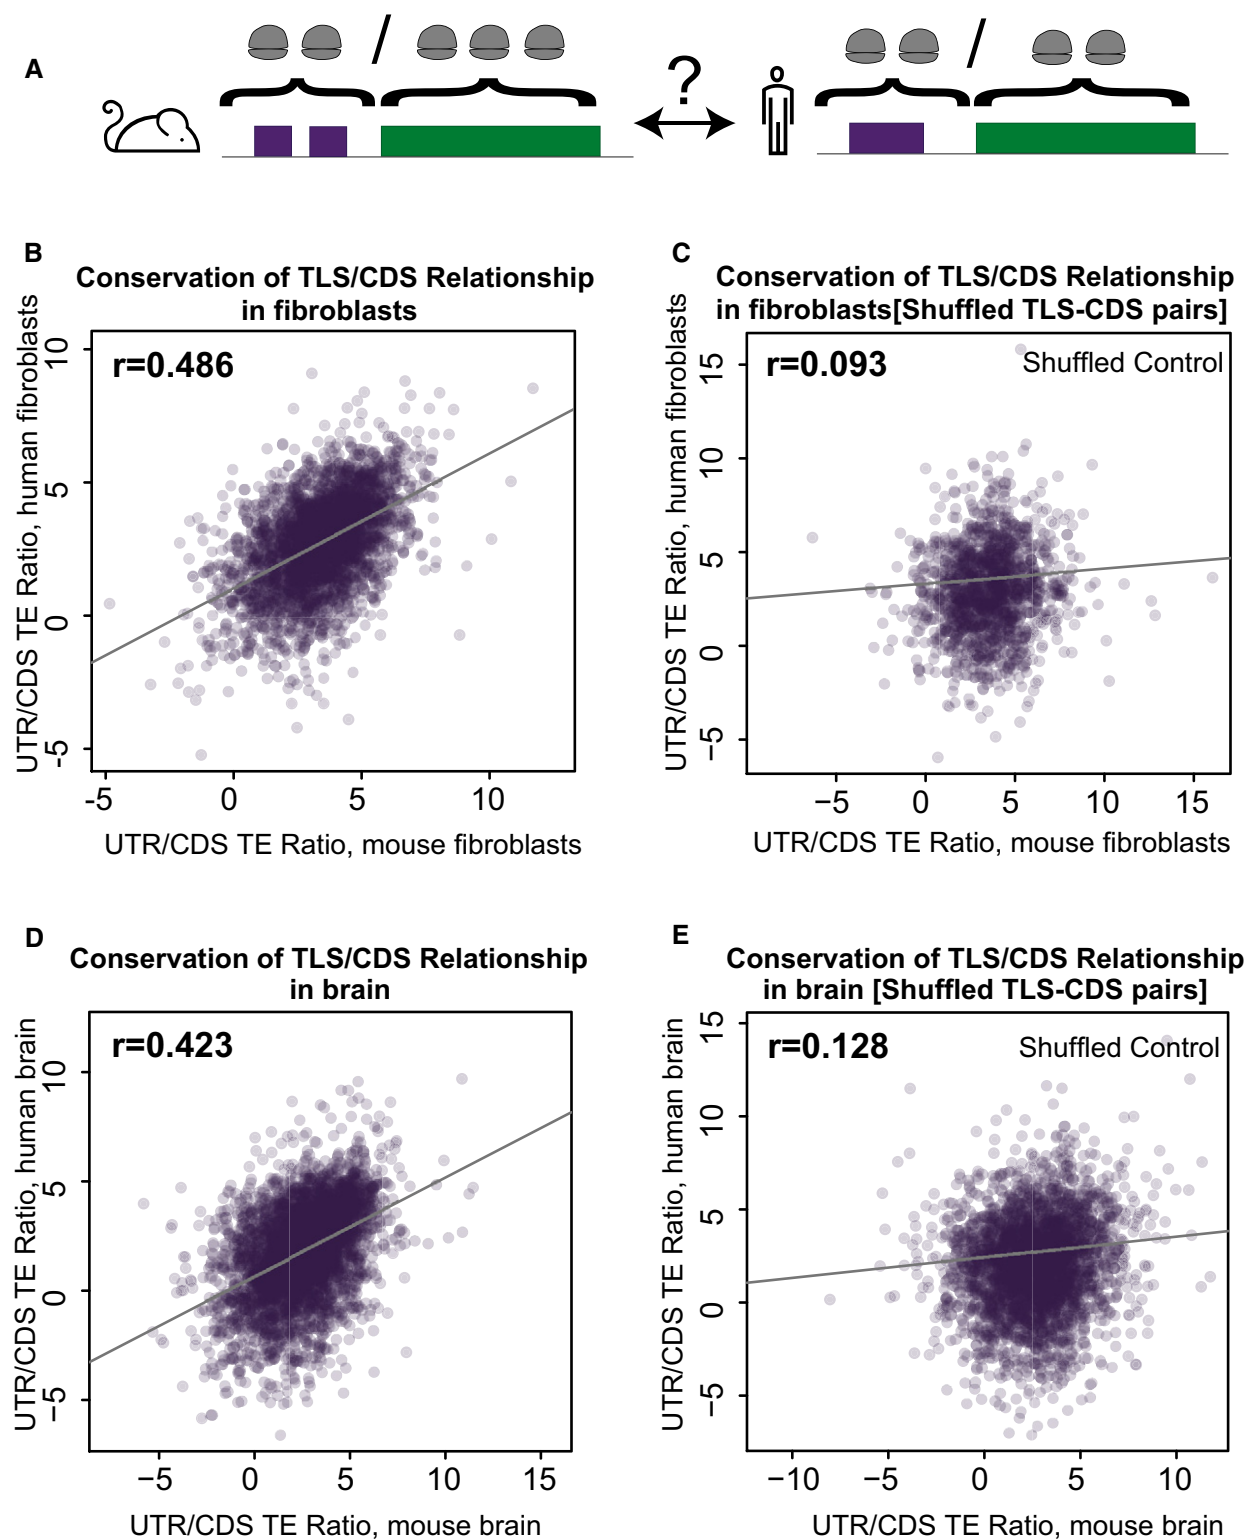 A
/
?
/
B
Conservation of TLS/CDS Relationship
in fibroblasts
r=0.486
UTR/CDS TE Ratio, human fibroblasts
10
5
0
-5
-5 0 5 10
UTR/CDS TE Ratio, mouse fibroblasts
C
Conservation of TLS/CDS Relationship
in fibroblasts[Shuffled TLS-CDS pairs]
r=0.093
Shuffled Control
UTR/CDS TE Ratio, human fibroblasts
15
10
5
0
−5
−5 0 5 10 15
UTR/CDS TE Ratio, mouse fibroblasts
D
Conservation of TLS/CDS Relationship
in brain
r=0.423
UTR/CDS TE Ratio, human brain
10
5
0
−5
−5 0 5 10 15
UTR/CDS TE Ratio, mouse brain
E
Conservation of TLS/CDS Relationship
in brain [Shuffled TLS-CDS pairs]
r=0.128
Shuffled Control
UTR/CDS TE Ratio, human brain
15
10
5
0
−5
−10 −5 0 5 10
UTR/CDS TE Ratio, mouse brain